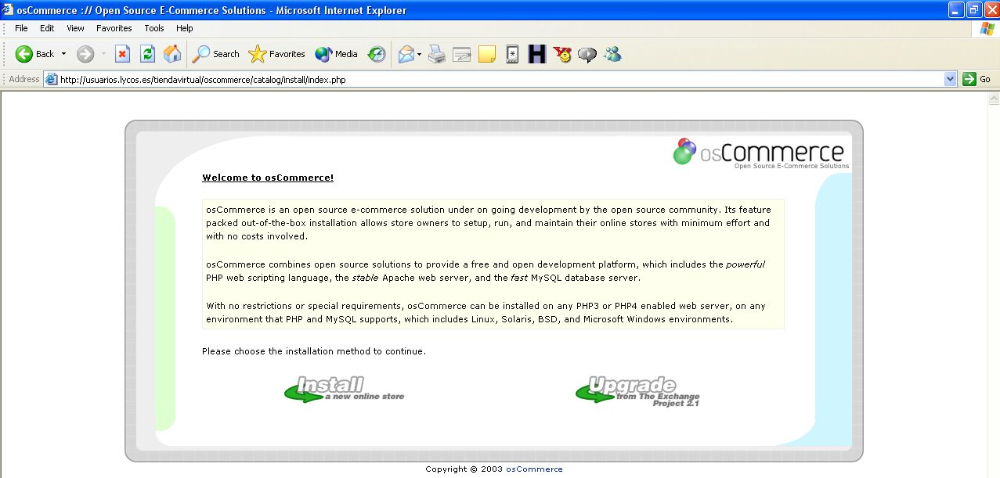 osCommerce :// Open Source E-Commerce Solutions - Microsoft Internet Explorer
File Edit View Favorites Tools Help
Back Search Favorites Media
Address http://usuarios.lycos.es/tiendavirtual/oscommerce/catalog/install/index.php Go
osCommerce
Open Source E-Commerce Solutions
Welcome to osCommerce!
osCommerce is an open source e-commerce solution under on going development by the open source community. Its feature
packed out-of-the-box installation allows store owners to setup, run, and maintain their online stores with minimum effort and
with no costs involved.
osCommerce combines open source solutions to provide a free and open development platform, which includes the powerful
PHP web scripting language, the stable Apache web server, and the fast MySQL database server.
With no restrictions or special requirements, osCommerce can be installed on any PHP3 or PHP4 enabled web server, on any
environment that PHP and MySQL supports, which includes Linux, Solaris, BSD, and Microsoft Windows environments.
Please choose the installation method to continue.
Install
a new online store
Upgrade
from The Exchange
Project 2.1
Copyright © 2003 osCommerce